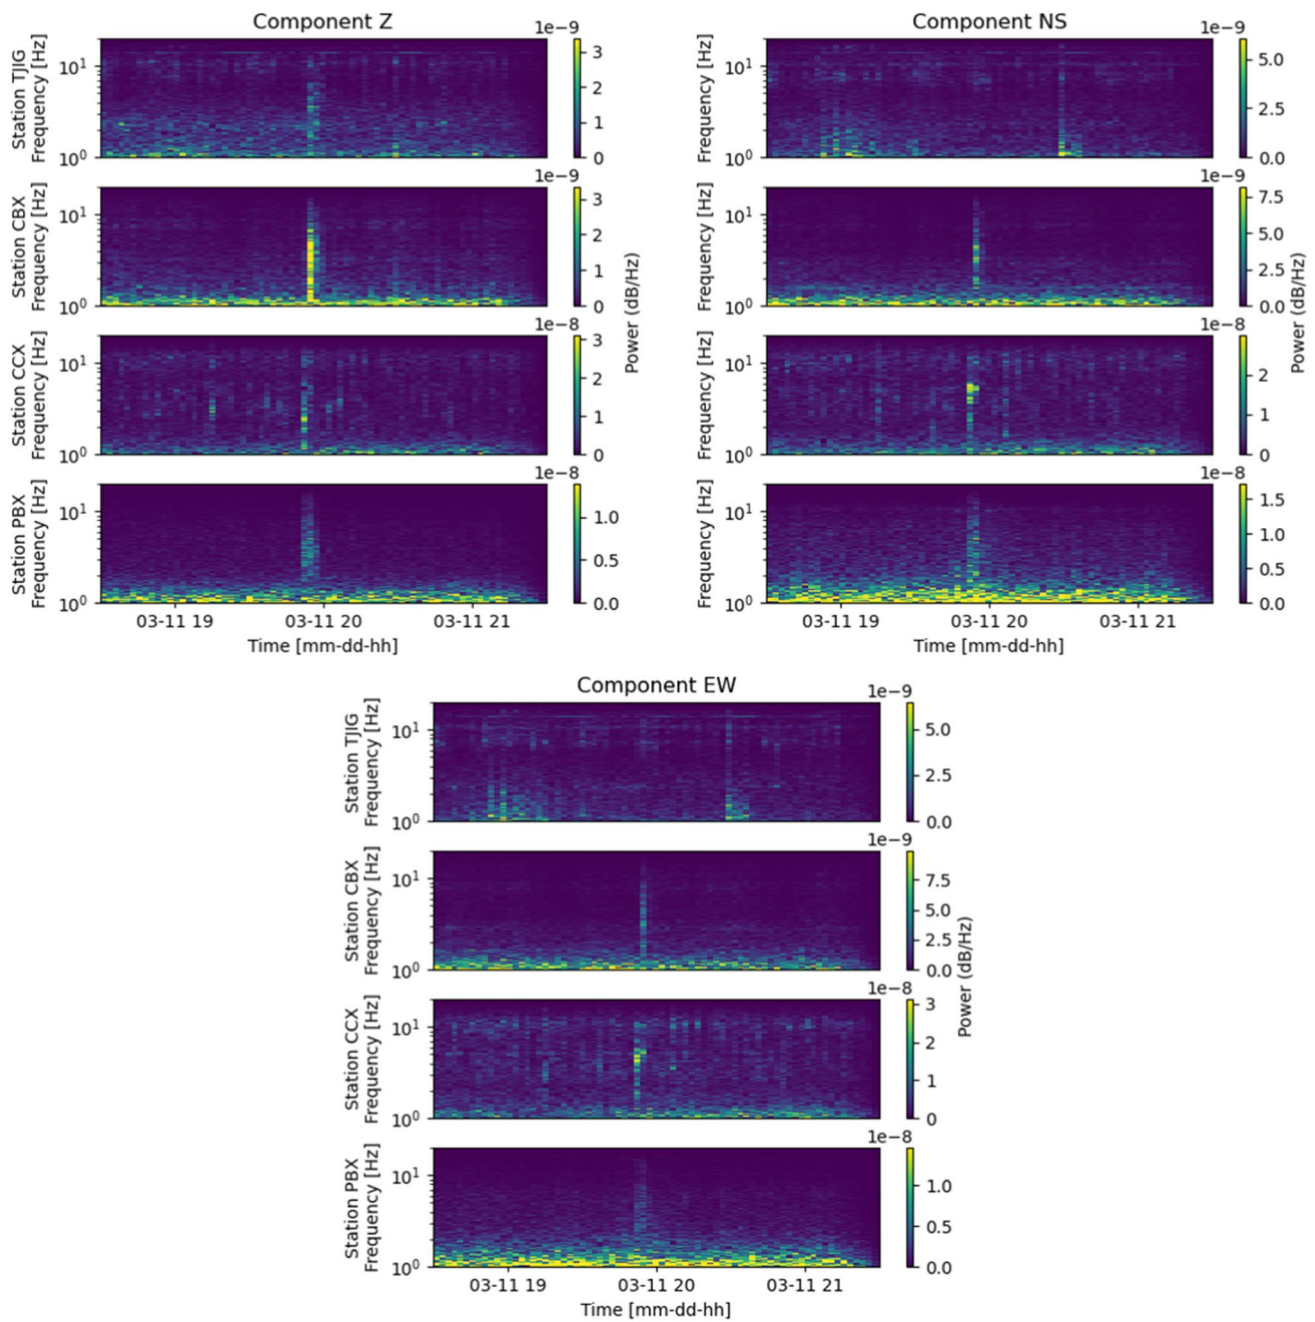 Component Z
1e−9
Station TJIG
Frequency [Hz]
10¹
10⁰
3
2
1
0
1e−9
Station CBX
Frequency [Hz]
10¹
10⁰
3
2
1
0
1e−8
Station CCX
Frequency [Hz]
10¹
10⁰
3
2
1
0
1e−8
Station PBX
Frequency [Hz]
10¹
10⁰
1.0
0.5
0.0
Power (dB/Hz)
03-11 19
03-11 20
03-11 21
Time [mm-dd-hh]
Component NS
1e−9
Frequency [Hz]
10¹
10⁰
5.0
2.5
0.0
1e−9
Frequency [Hz]
10¹
10⁰
7.5
5.0
2.5
0.0
1e−8
Frequency [Hz]
10¹
10⁰
2
1
0
1e−8
Frequency [Hz]
10¹
10⁰
1.5
1.0
0.5
0.0
Power (dB/Hz)
03-11 19
03-11 20
03-11 21
Time [mm-dd-hh]
Component EW
1e−9
Station TJIG
Frequency [Hz]
10¹
10⁰
5.0
2.5
0.0
1e−9
Station CBX
Frequency [Hz]
10¹
10⁰
7.5
5.0
2.5
0.0
1e−8
Station CCX
Frequency [Hz]
10¹
10⁰
3
2
1
0
1e−8
Station PBX
Frequency [Hz]
10¹
10⁰
1.0
0.5
0.0
Power (dB/Hz)
03-11 19
03-11 20
03-11 21
Time [mm-dd-hh]